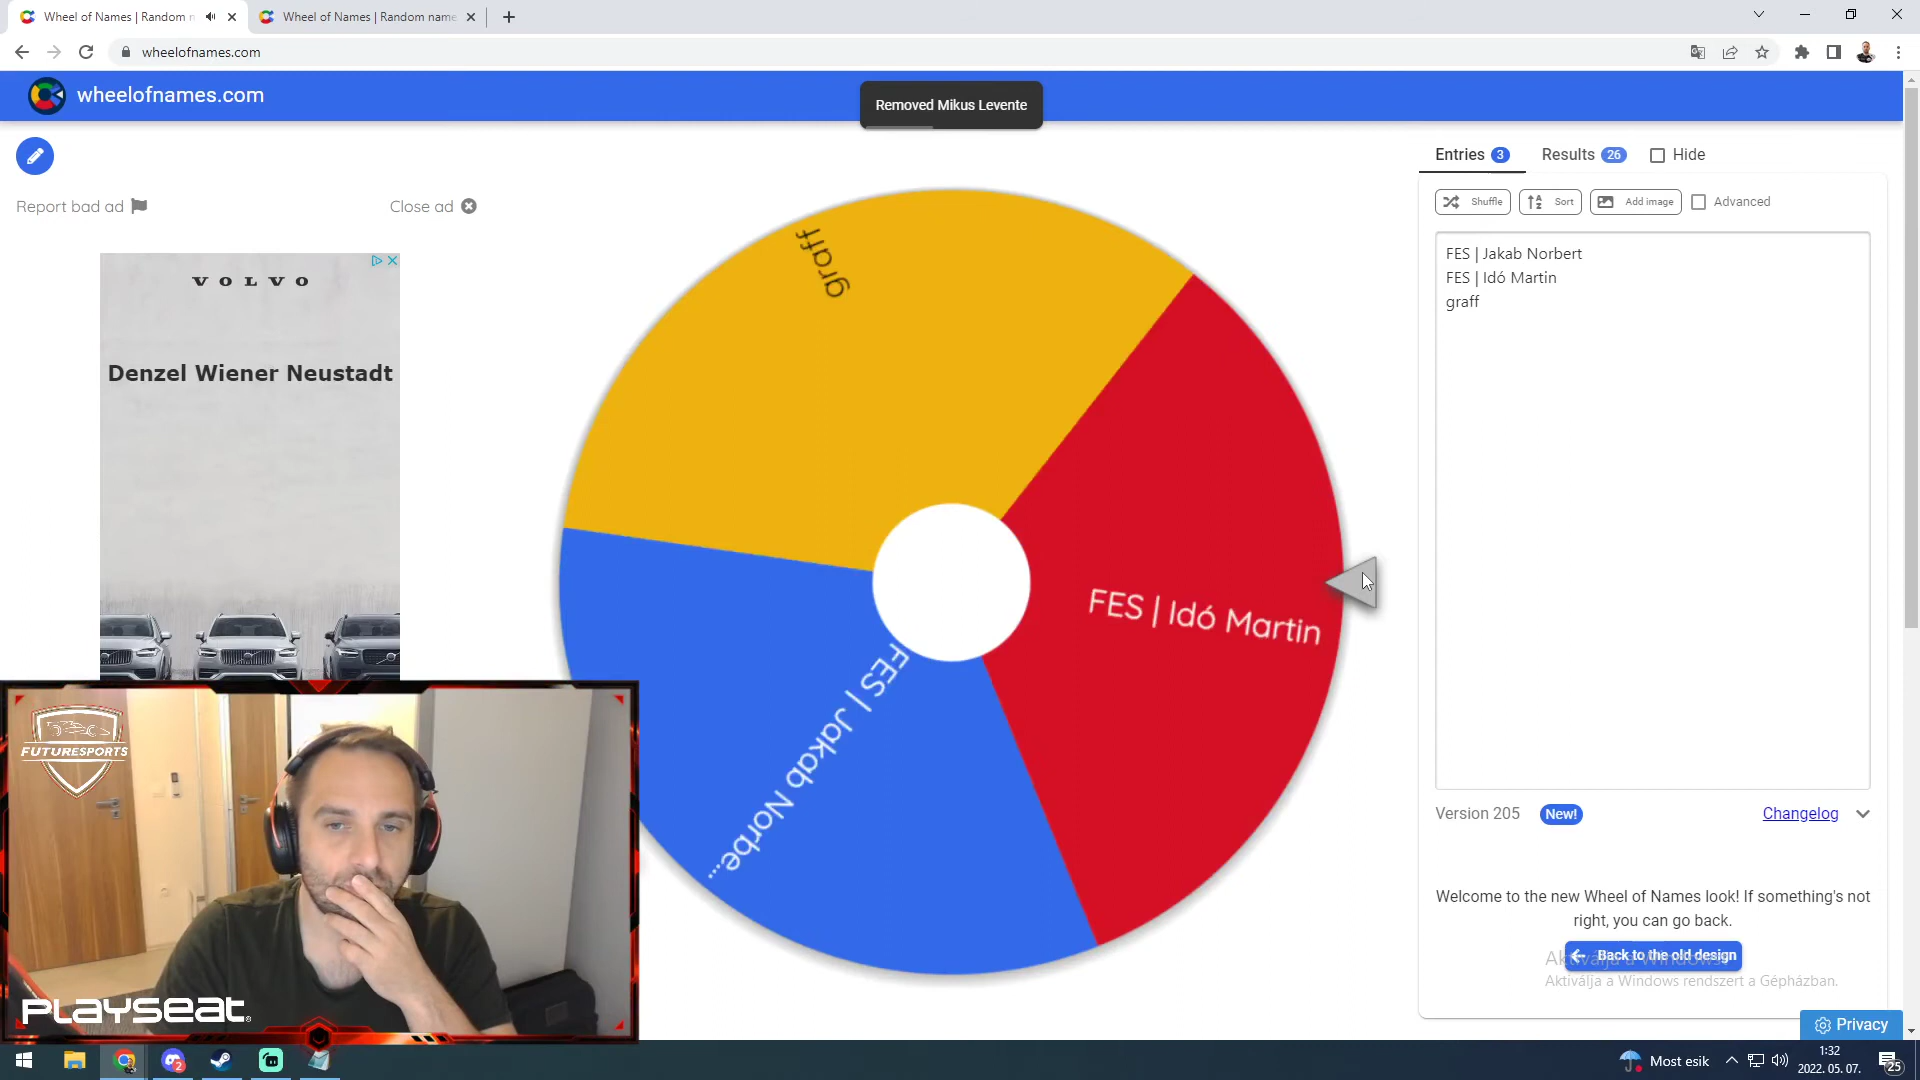 Wheel of Names | Random n
Wheel of Names | Random name
wheelofnames.com
wheelofnames.com
Removed Mikus Levente
Entries 3
Results 26
Hide
Report bad ad
Close ad
Shuffle
Sort
Add image
Advanced
VOLVO
Denzel Wiener Neustadt
graff
FES | Idó Martin
FES | Jakab Norbe...
FES | Jakab Norbert
FES | Idó Martin
graff
Version 205
New!
Changelog
Welcome to the new Wheel of Names look! If something's not
right, you can go back.
Back to the old design
Aktiválja a Windows rendszert a Gépházban.
Privacy
FUTURESPORTS
PLAYSEAT
2
Most esik
1:32
2022. 05. 07.
25